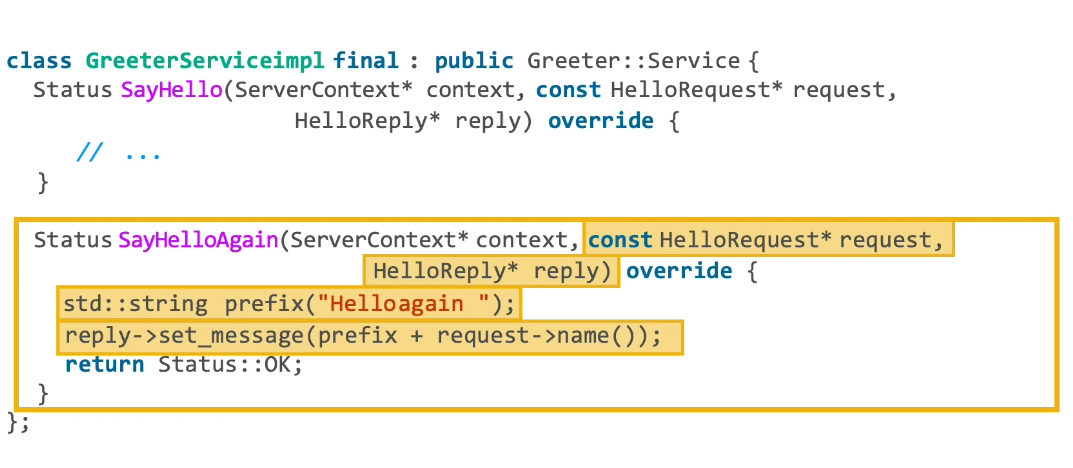 class GreeterServiceimpl final : public Greeter::Service {
Status SayHello(ServerContext* context, const HelloRequest* request,
HelloReply* reply) override {
// ...
}
Status SayHelloAgain(ServerContext* context, const HelloRequest* request,
HelloReply* reply) override {
std::string prefix("Helloagain ");
reply->set_message(prefix + request->name());
return Status::OK;
}
};